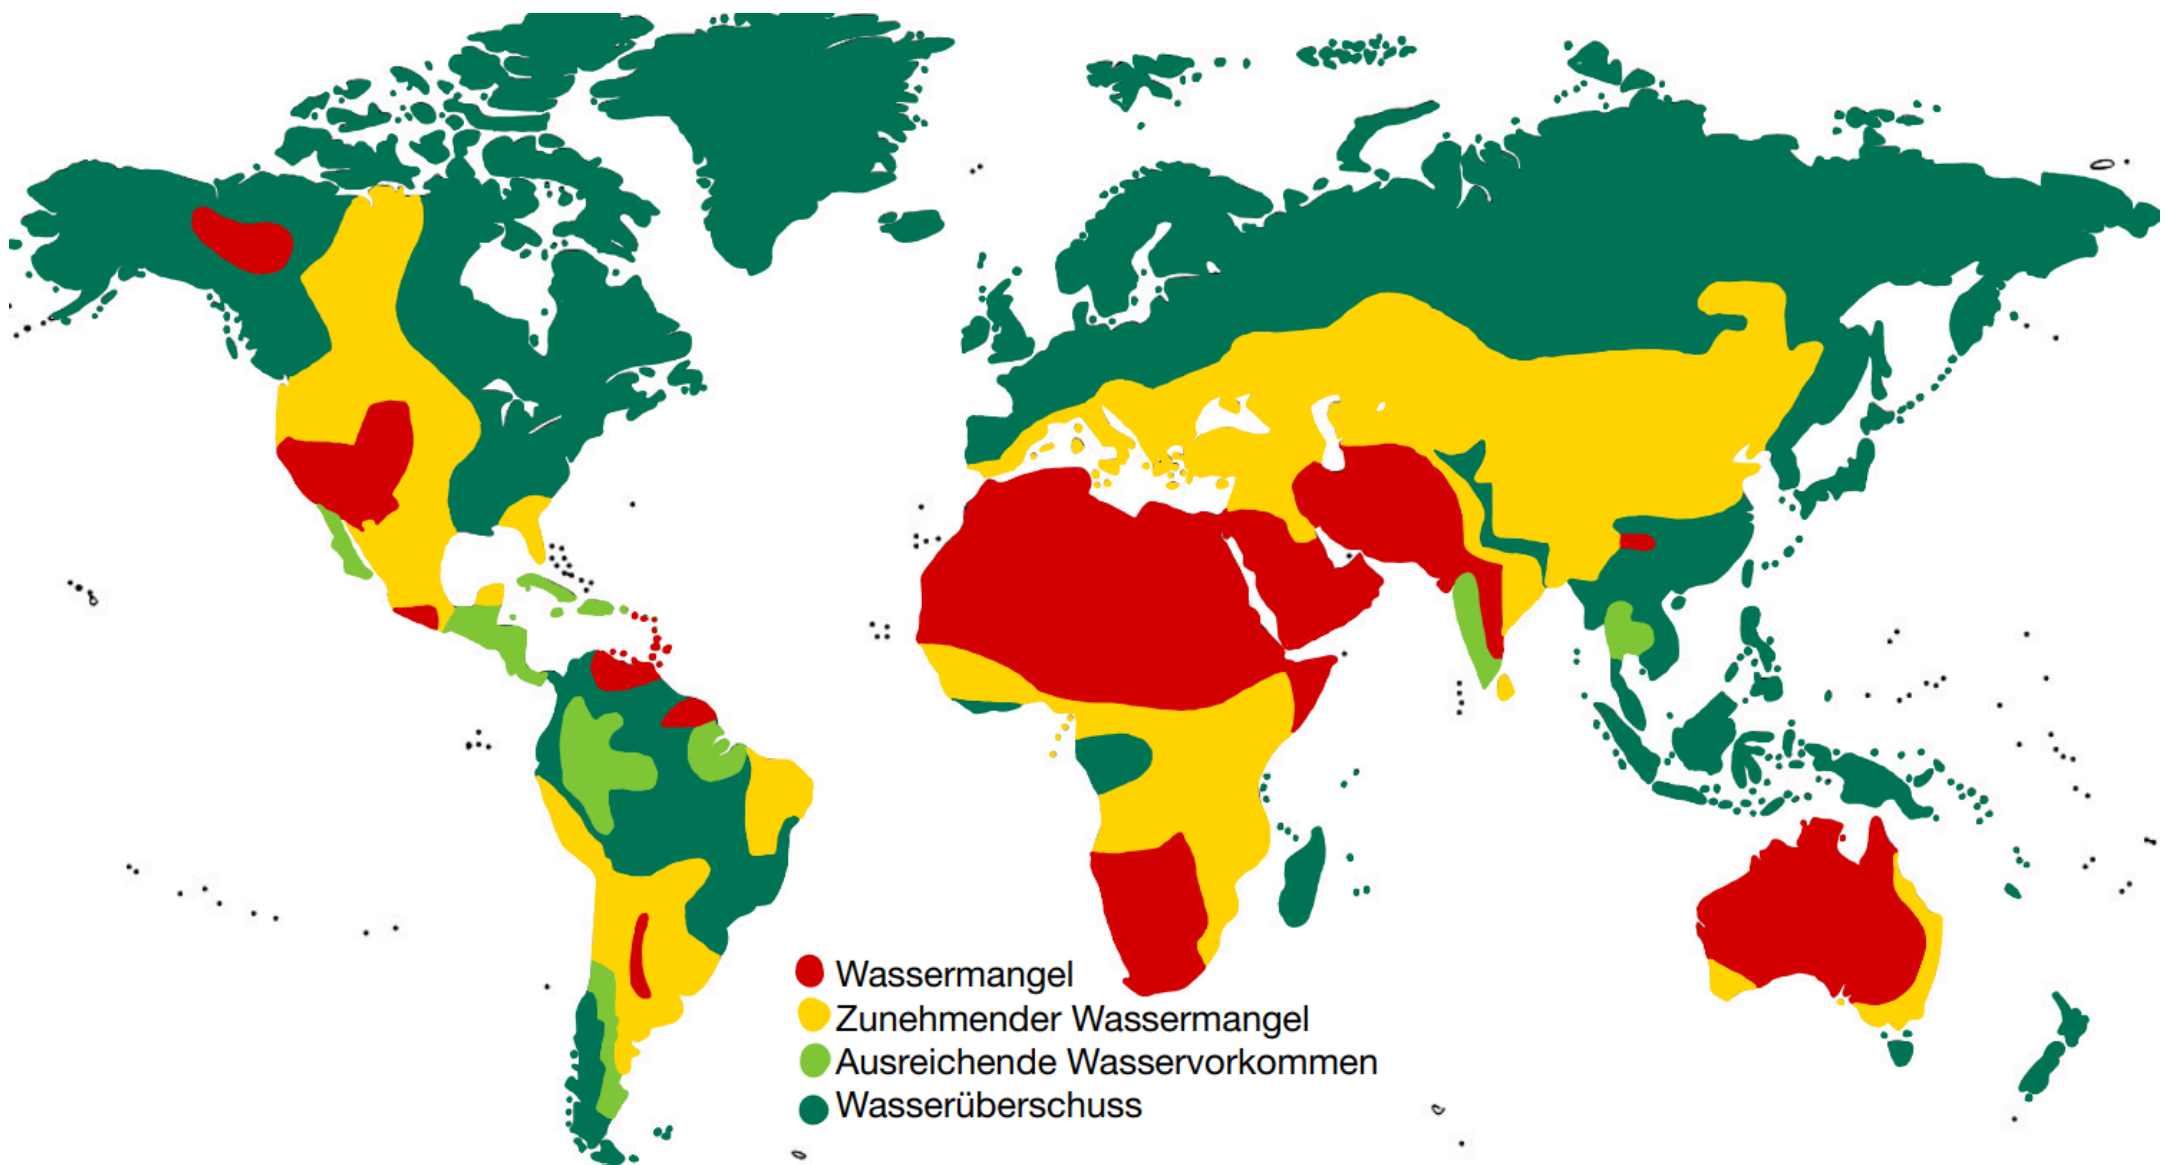 Wassermangel
Zunehmender Wassermangel
Ausreichende Wasservorkommen
Wasserüberschuss